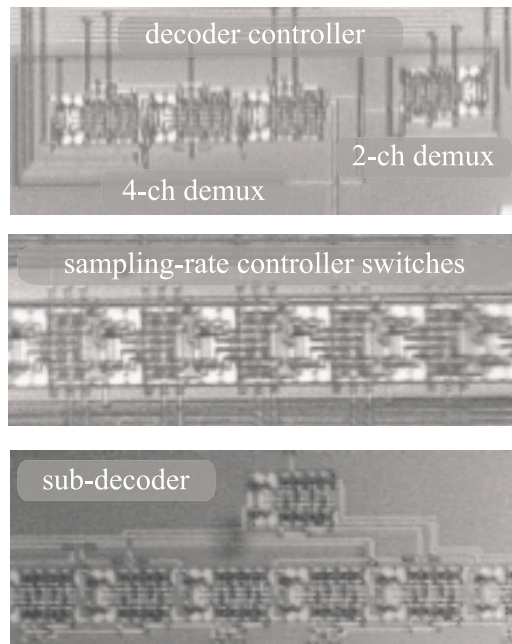 decoder controller
2-ch demux
4-ch demux
sampling-rate controller switches
sub-decoder